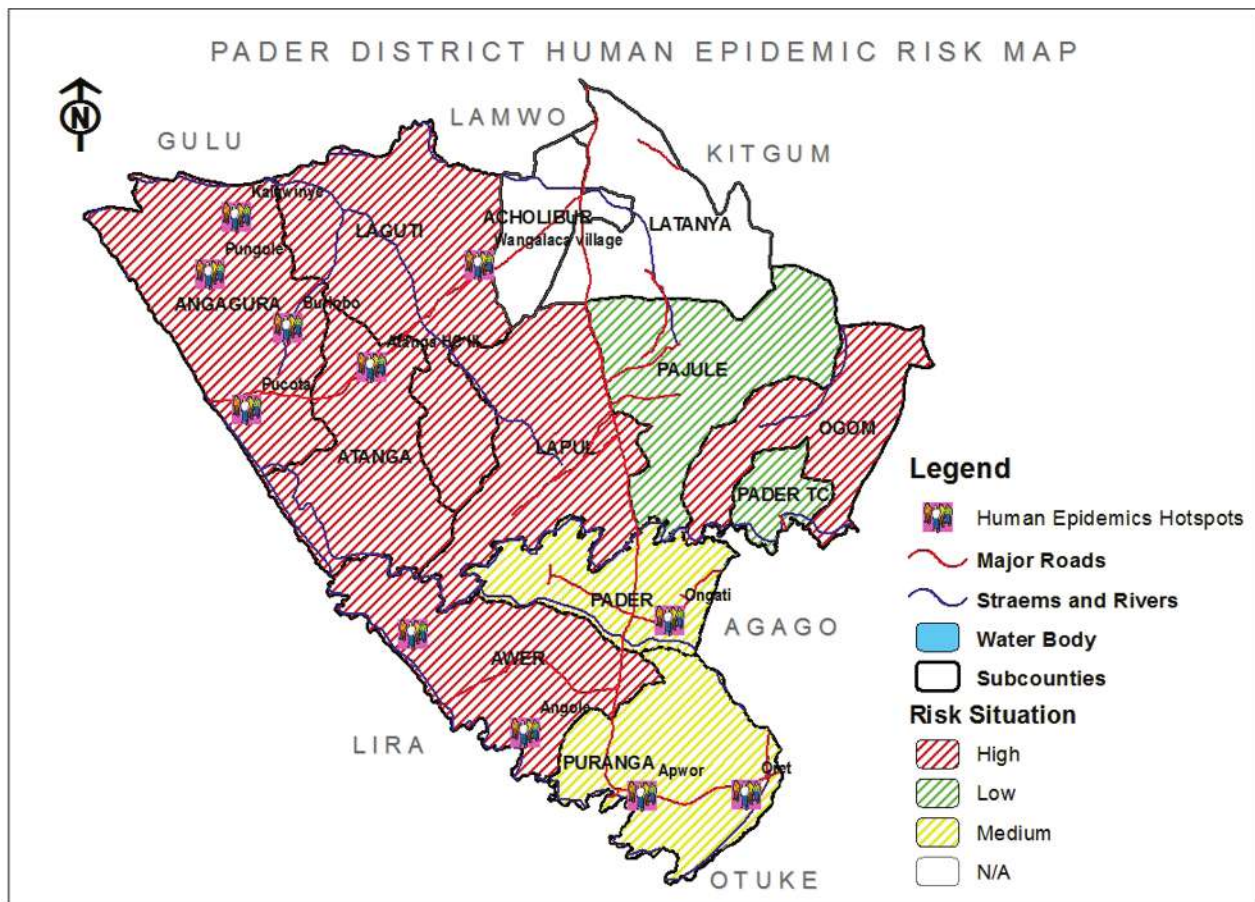 PADER DISTRICT HUMAN EPIDEMIC RISK MAP
N
LAMWO
GULU
KITGUM
LAGUTI
ACHOLIBUR
LATANYA
Wangalaca village
Pungole
ANGAGURA
Pucota
PAJULE
ATANGA
LAPUL
OGOM
PADER TC
PADER
Ongati
AGAGO
AWER
Angole
LIRA
PURANGA
Apwor
Oret
OTUKE
Legend
Human Epidemics Hotspots
Major Roads
Straems and Rivers
Water Body
Subcounties
Risk Situation
High
Low
Medium
N/A